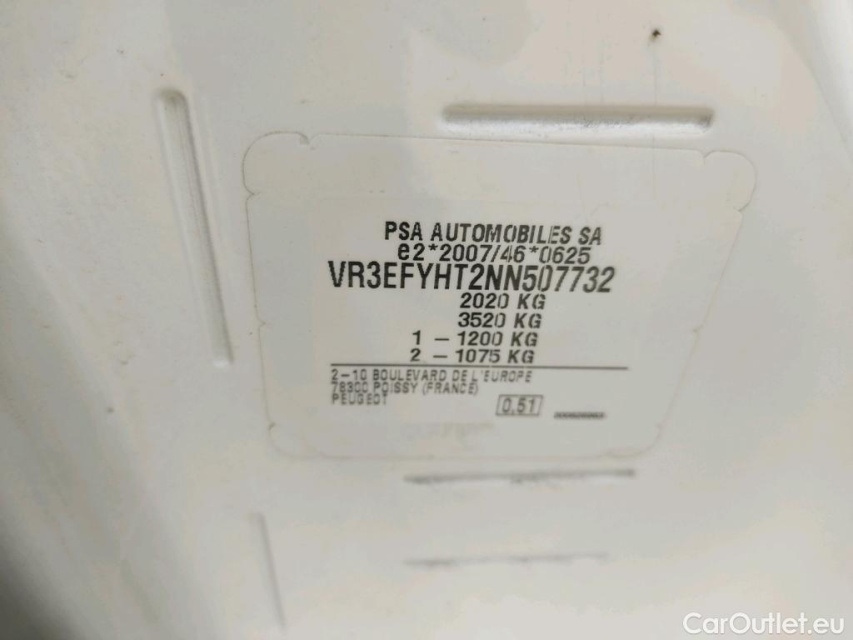 PSA AUTOMOBILES SA
e2*2007/46*0625
VR3EFYHT2NN507732
2020 KG
3520 KG
1 - 1200 KG
2 - 1075 KG
2-10 BOULEVARD DE L'EUROPE
78300 POISSY (FRANCE)
PEUGEOT
0.51
CarOutlet.eu